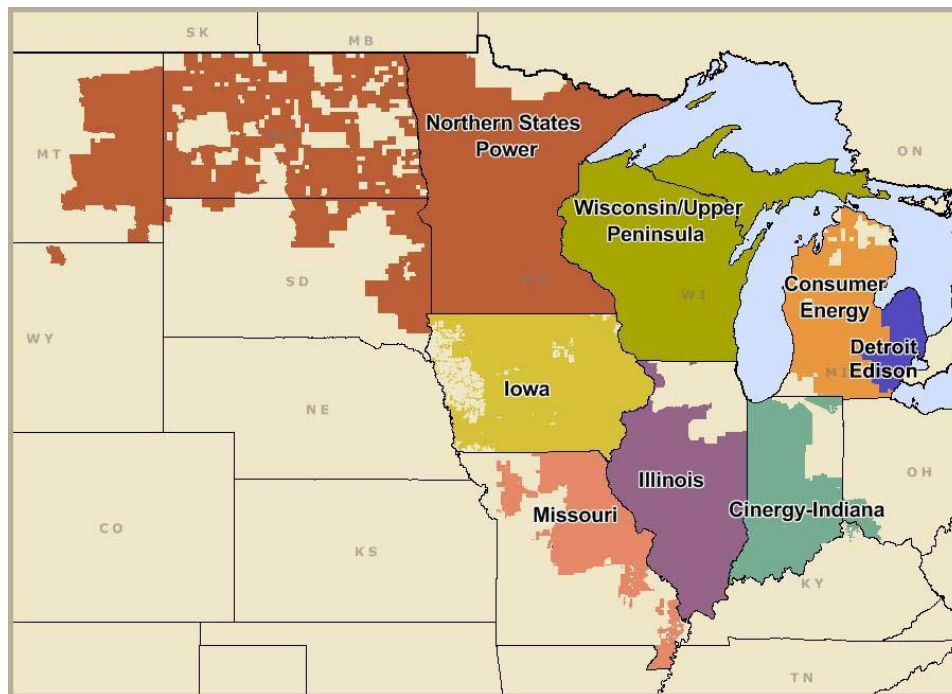 SK
MB
Northern States
Power
MT
ON
Wisconsin/Upper
Peninsula
SD
WI
Consumer
Energy
WY
Detroit
Edison
MI
Iowa
NE
OH
Illinois
Missouri
Cinergy-Indiana
CO
KS
KY
TN